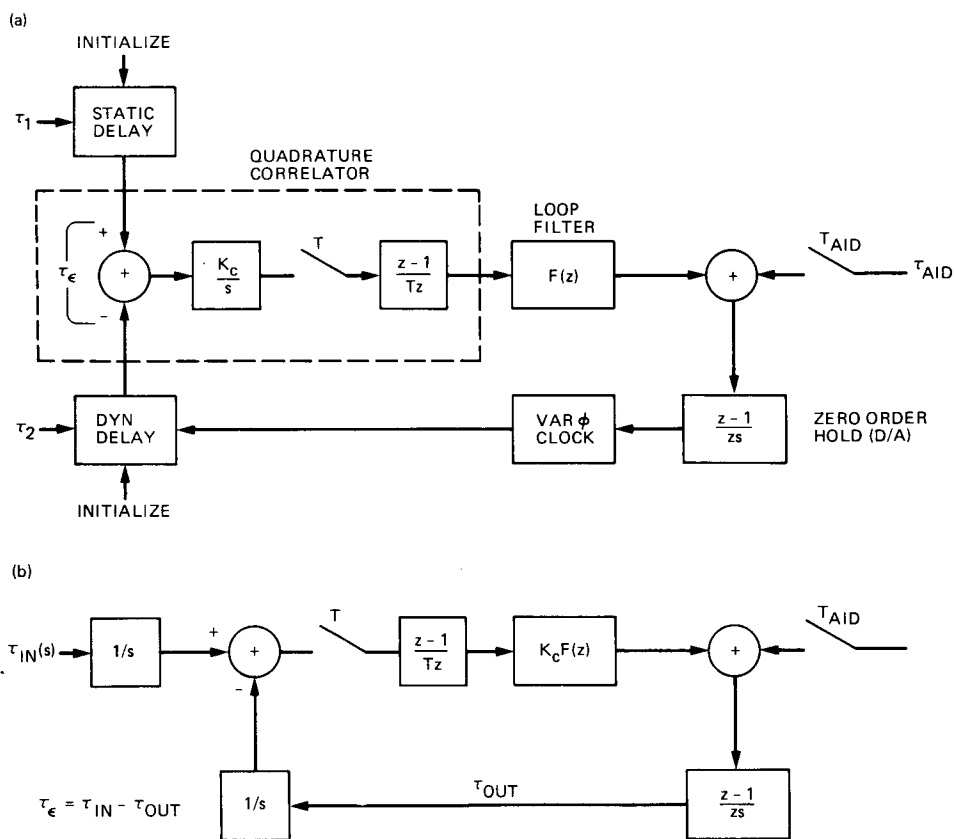 (a)
INITIALIZE
τ1
STATIC
DELAY
QUADRATURE
CORRELATOR
+
τϵ
+
−
Kc
s
T
z − 1
Tz
LOOP
FILTER
F(z)
+
TAID
τAID
τ2
DYN
DELAY
VAR ϕ
CLOCK
z − 1
zs
ZERO ORDER
HOLD (D/A)
INITIALIZE
(b)
τIN(s)
1/s
+
+
−
T
z − 1
Tz
KcF(z)
+
TAID
τϵ = τIN − τOUT
1/s
τOUT
z − 1
zs